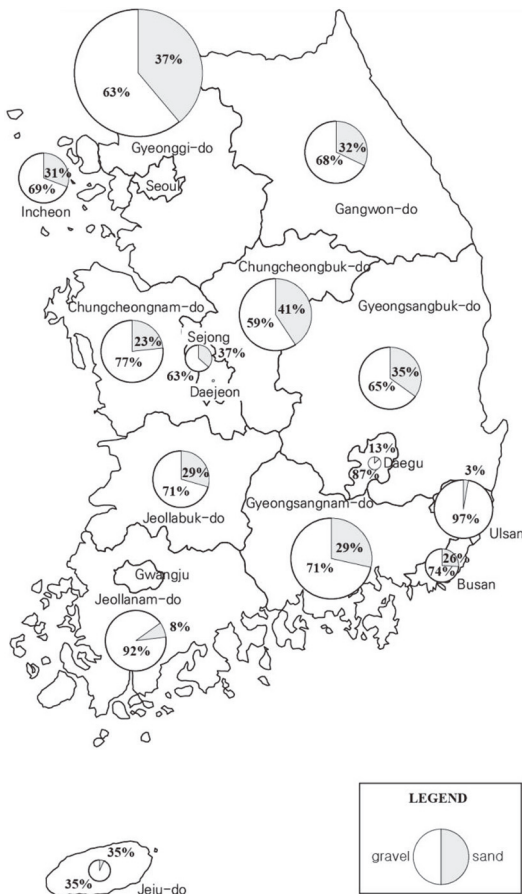 37%
63%
Gyeonggi-do
Seoul
31%
69%
Incheon
32%
68%
Gangwon-do
Chungcheongbuk-do
41%
59%
Chungcheongnam-do
23%
77%
Sejong
37%
63%
Daejeon
Gyeongsangbuk-do
35%
65%
13%
87%
Daegu
3%
97%
Ulsan
29%
71%
Jeollabuk-do
Gyeongsangnam-do
29%
71%
26%
74%
Busan
Gwangju
Jeollanam-do
8%
92%
35%
35%
Jeju-do
LEGEND
gravel sand